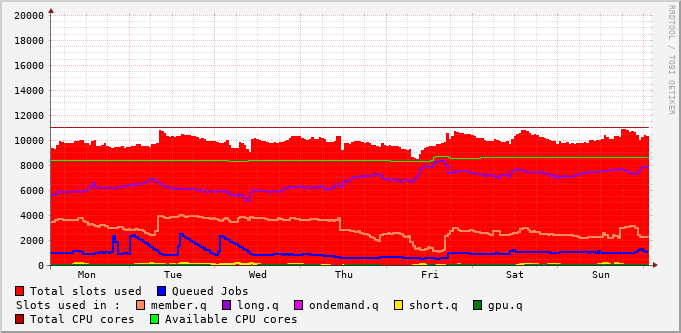 20000
18000
16000
14000
12000
10000
8000
6000
4000
2000
0
Mon Tue Wed Thu Fri Sat Sun
RRDTOOL / TOBI OETIKER
Total slots used Queued Jobs
Slots used in : member.q long.q ondemand.q short.q gpu.q
Total CPU cores Available CPU cores